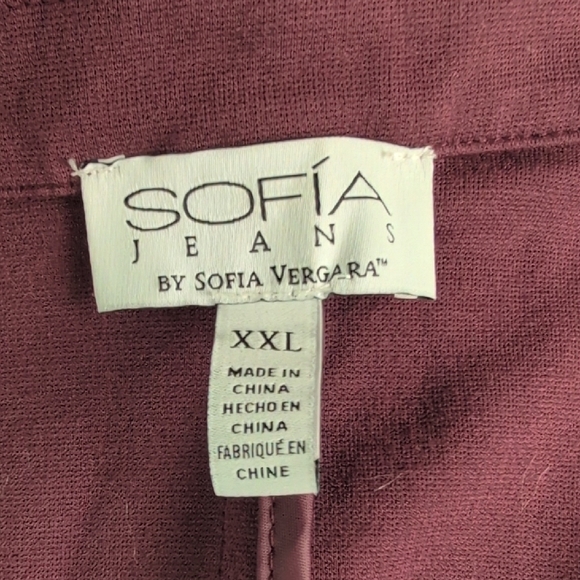 SOFÍA
JEANS
BY SOFIA VERGARA™
XXL
MADE IN
CHINA
HECHO EN
CHINA
FABRIQUÉ EN
CHINE